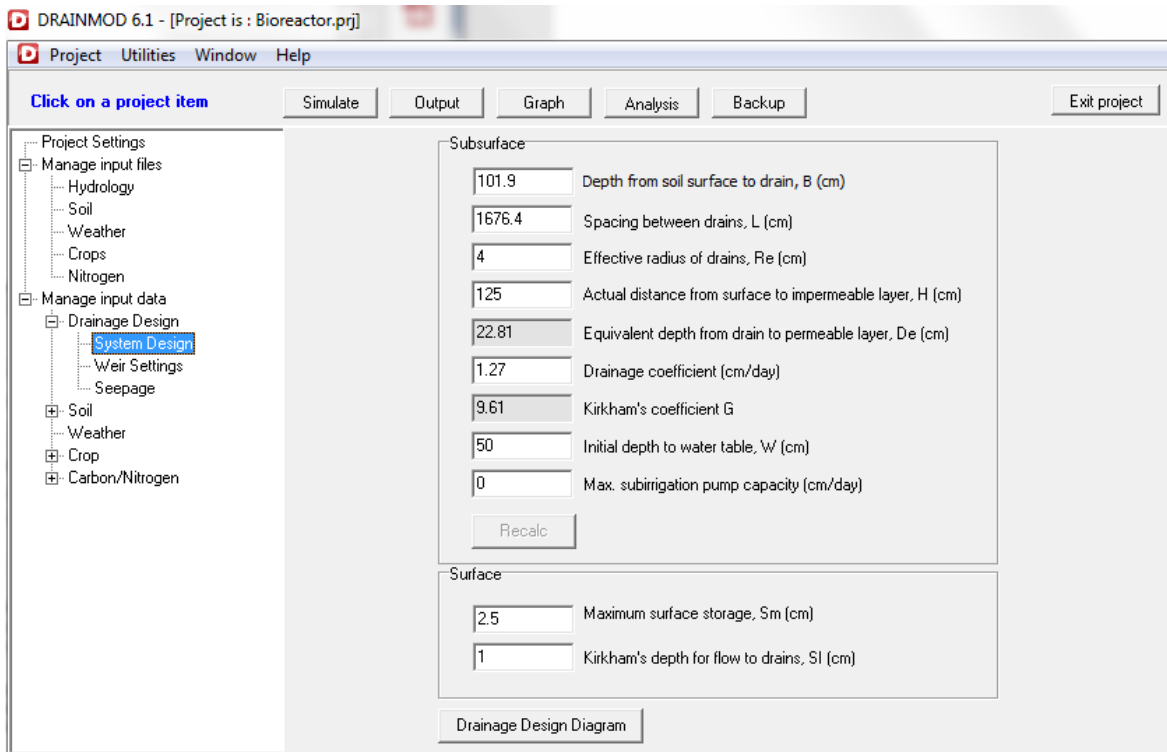 DRAINMOD 6.1 - [Project is : Bioreactor.prj]
Project Utilities Window Help
Click on a project item Simulate Output Graph Analysis Backup Exit project
Project Settings
Manage input files
Hydrology
Soil
Weather
Crops
Nitrogen
Manage input data
Drainage Design
System Design
Weir Settings
Seepage
Soil
Weather
Crop
Carbon/Nitrogen
Subsurface
101.9 Depth from soil surface to drain, B (cm)
1676.4 Spacing between drains, L (cm)
4 Effective radius of drains, Re (cm)
125 Actual distance from surface to impermeable layer, H (cm)
22.81 Equivalent depth from drain to permeable layer, De (cm)
1.27 Drainage coefficient (cm/day)
9.61 Kirkham's coefficient G
50 Initial depth to water table, W (cm)
0 Max. subirrigation pump capacity (cm/day)
Recalc
Surface
2.5 Maximum surface storage, Sm (cm)
1 Kirkham's depth for flow to drains, Sl (cm)
Drainage Design Diagram